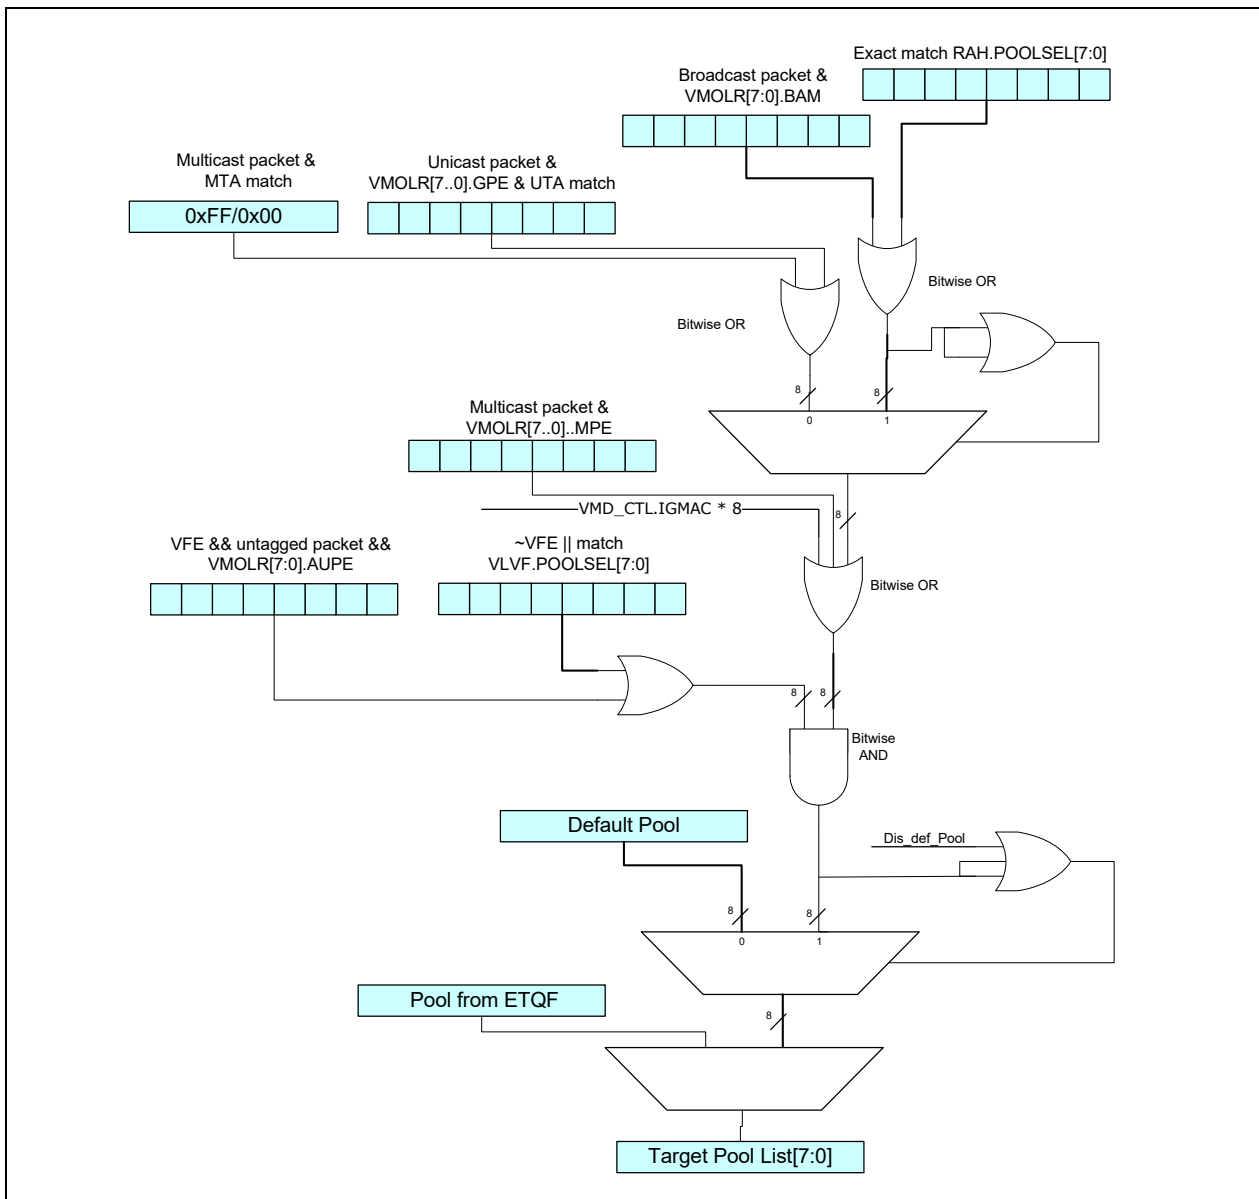 Exact match RAH.POOLSEL[7:0]
Broadcast packet &
VMOLR[7:0].BAM
Multicast packet &
MTA match
Unicast packet &
VMOLR[7..0].GPE & UTA match
0xFF/0x00
Bitwise OR
Bitwise OR
8
8
0
1
Multicast packet &
VMOLR[7..0]..MPE
VMD_CTL.IGMAC * 8
8
VFE && untagged packet &&
VMOLR[7:0].AUPE
~VFE || match
VLVF.POOLSEL[7:0]
Bitwise OR
8
8
Bitwise
AND
Default Pool
Dis_def_Pool
8
8
0
1
Pool from ETQF
8
Target Pool List[7:0]